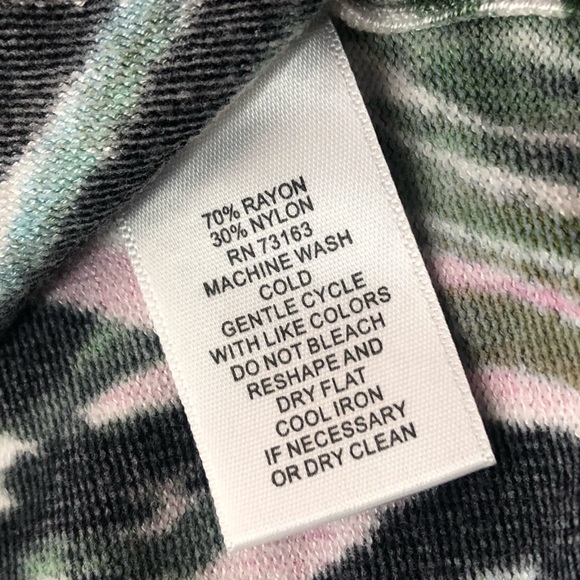 70% RAYON
30% NYLON
RN 73163
MACHINE WASH
COLD
GENTLE CYCLE
WITH LIKE COLORS
DO NOT BLEACH
RESHAPE AND
DRY FLAT
COOL IRON
IF NECESSARY
OR DRY CLEAN